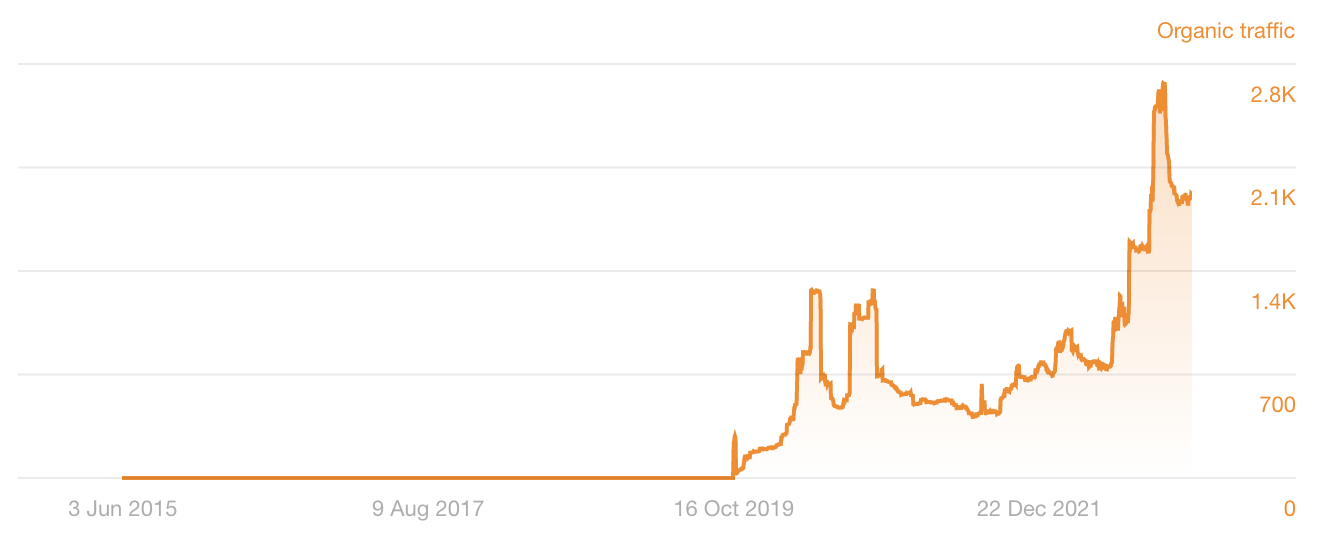 Organic traffic
2.8K
2.1K
1.4K
700
0
3 Jun 2015
9 Aug 2017
16 Oct 2019
22 Dec 2021